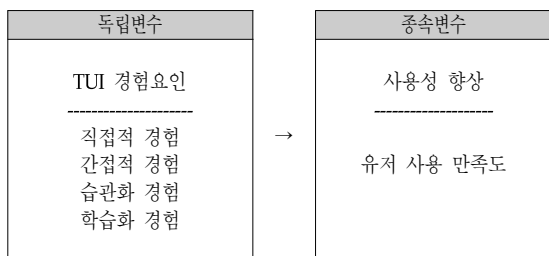 독립변수
TUI 경험요인
---------------------
직접적 경험
간접적 경험
습관화 경험
학습화 경험
→
종속변수
사용성 향상
--------------------
유저 사용 만족도